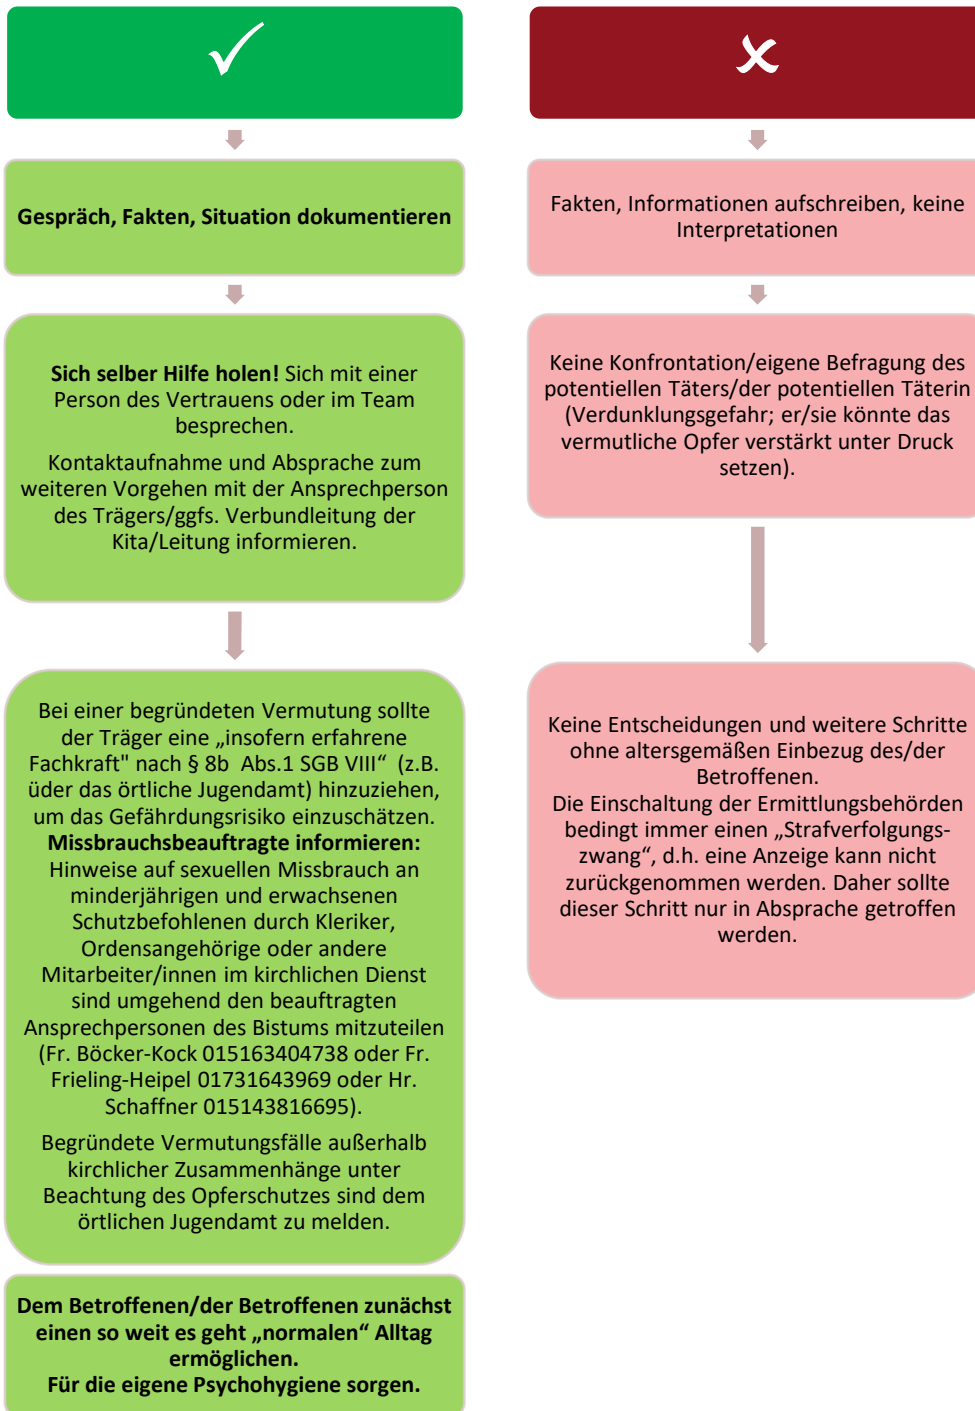 ✓
Gespräch, Fakten, Situation dokumentieren
Sich selber Hilfe holen! Sich mit einer
Person des Vertrauens oder im Team
besprechen.
Kontaktaufnahme und Absprache zum
weiteren Vorgehen mit der Ansprechperson
des Trägers/ggfs. Verbundleitung der
Kita/Leitung informieren.
Bei einer begründeten Vermutung sollte
der Träger eine „insofern erfahrene
Fachkraft" nach § 8b  Abs.1 SGB VIII“ (z.B.
üder das örtliche Jugendamt) hinzuziehen,
um das Gefährdungsrisiko einzuschätzen.
Missbrauchsbeauftragte informieren:
Hinweise auf sexuellen Missbrauch an
minderjährigen und erwachsenen
Schutzbefohlenen durch Kleriker,
Ordensangehörige oder andere
Mitarbeiter/innen im kirchlichen Dienst
sind umgehend den beauftragten
Ansprechpersonen des Bistums mitzuteilen
(Fr. Böcker-Kock 015163404738 oder Fr.
Frieling-Heipel 01731643969 oder Hr.
Schaffner 015143816695).
Begründete Vermutungsfälle außerhalb
kirchlicher Zusammenhänge unter
Beachtung des Opferschutzes sind dem
örtlichen Jugendamt zu melden.
Dem Betroffenen/der Betroffenen zunächst
einen so weit es geht „normalen“ Alltag
ermöglichen.
Für die eigene Psychohygiene sorgen.
✗
Fakten, Informationen aufschreiben, keine
Interpretationen
Keine Konfrontation/eigene Befragung des
potentiellen Täters/der potentiellen Täterin
(Verdunklungsgefahr; er/sie könnte das
vermutliche Opfer verstärkt unter Druck
setzen).
Keine Entscheidungen und weitere Schritte
ohne altersgemäßen Einbezug des/der
Betroffenen.
Die Einschaltung der Ermittlungsbehörden
bedingt immer einen „Strafverfolgungs-
zwang“, d.h. eine Anzeige kann nicht
zurückgenommen werden. Daher sollte
dieser Schritt nur in Absprache getroffen
werden.